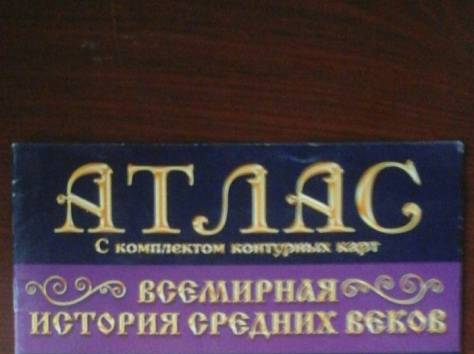 АТЛАС
С комплектом контурных карт
ВСЕМИРНАЯ
ИСТОРИЯ СРЕДНИХ ВЕКОВ